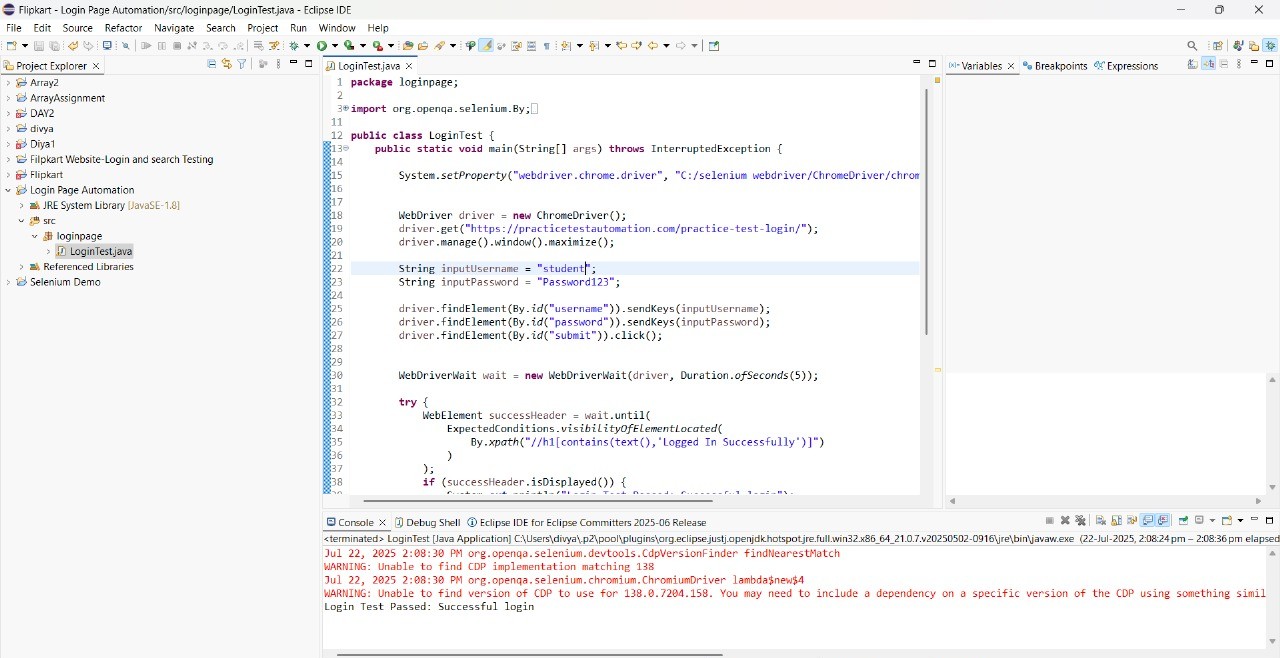 Flipkart - Login Page Automation/src/loginpage/LoginTest.java - Eclipse IDE
File Edit Source Refactor Navigate Search Project Run Window Help
Project Explorer
Array2
ArrayAssignment
DAY2
divya
Diya1
Filpkart Website-Login and search Testing
Flipkart
Login Page Automation
JRE System Library [JavaSE-1.8]
src
loginpage
LoginTest.java
Referenced Libraries
Selenium Demo
LoginTest.java
1 package loginpage;
2
3 import org.openqa.selenium.By;
11
12 public class LoginTest {
13 public static void main(String[] args) throws InterruptedException {
14
15 System.setProperty("webdriver.chrome.driver", "C:/selenium webdriver/ChromeDriver/chrom
16
17
18 WebDriver driver = new ChromeDriver();
19 driver.get("https://practicetestautomation.com/practice-test-login/");
20 driver.manage().window().maximize();
21
22 String inputUsername = "student";
23 String inputPassword = "Password123";
24
25 driver.findElement(By.id("username")).sendKeys(inputUsername);
26 driver.findElement(By.id("password")).sendKeys(inputPassword);
27 driver.findElement(By.id("submit")).click();
28
29
30 WebDriverWait wait = new WebDriverWait(driver, Duration.ofSeconds(5));
31
32 try {
33 WebElement successHeader = wait.until(
34 ExpectedConditions.visibilityOfElementLocated(
35 By.xpath("//h1[contains(text(),'Logged In Successfully')]")
36 )
37 );
38 if (successHeader.isDisplayed()) {
System.out.println("Login Test Passed: Successful login");
Variables Breakpoints Expressions
Console Debug Shell Eclipse IDE for Eclipse Committers 2025-06 Release
<terminated> LoginTest [Java Application] C:\Users\divya\.p2\pool\plugins\org.eclipse.justj.openjdk.hotspot.jre.full.win32.x86_64_21.0.7.v20250502-0916\jre\bin\javaw.exe (22-Jul-2025, 2:08:24 pm – 2:08:36 pm elapsed
Jul 22, 2025 2:08:30 PM org.openqa.selenium.devtools.CdpVersionFinder findNearestMatch
WARNING: Unable to find CDP implementation matching 138
Jul 22, 2025 2:08:30 PM org.openqa.selenium.chromium.ChromiumDriver lambda$new$4
WARNING: Unable to find version of CDP to use for 138.0.7204.158. You may need to include a dependency on a specific version of the CDP using something simil
Login Test Passed: Successful login